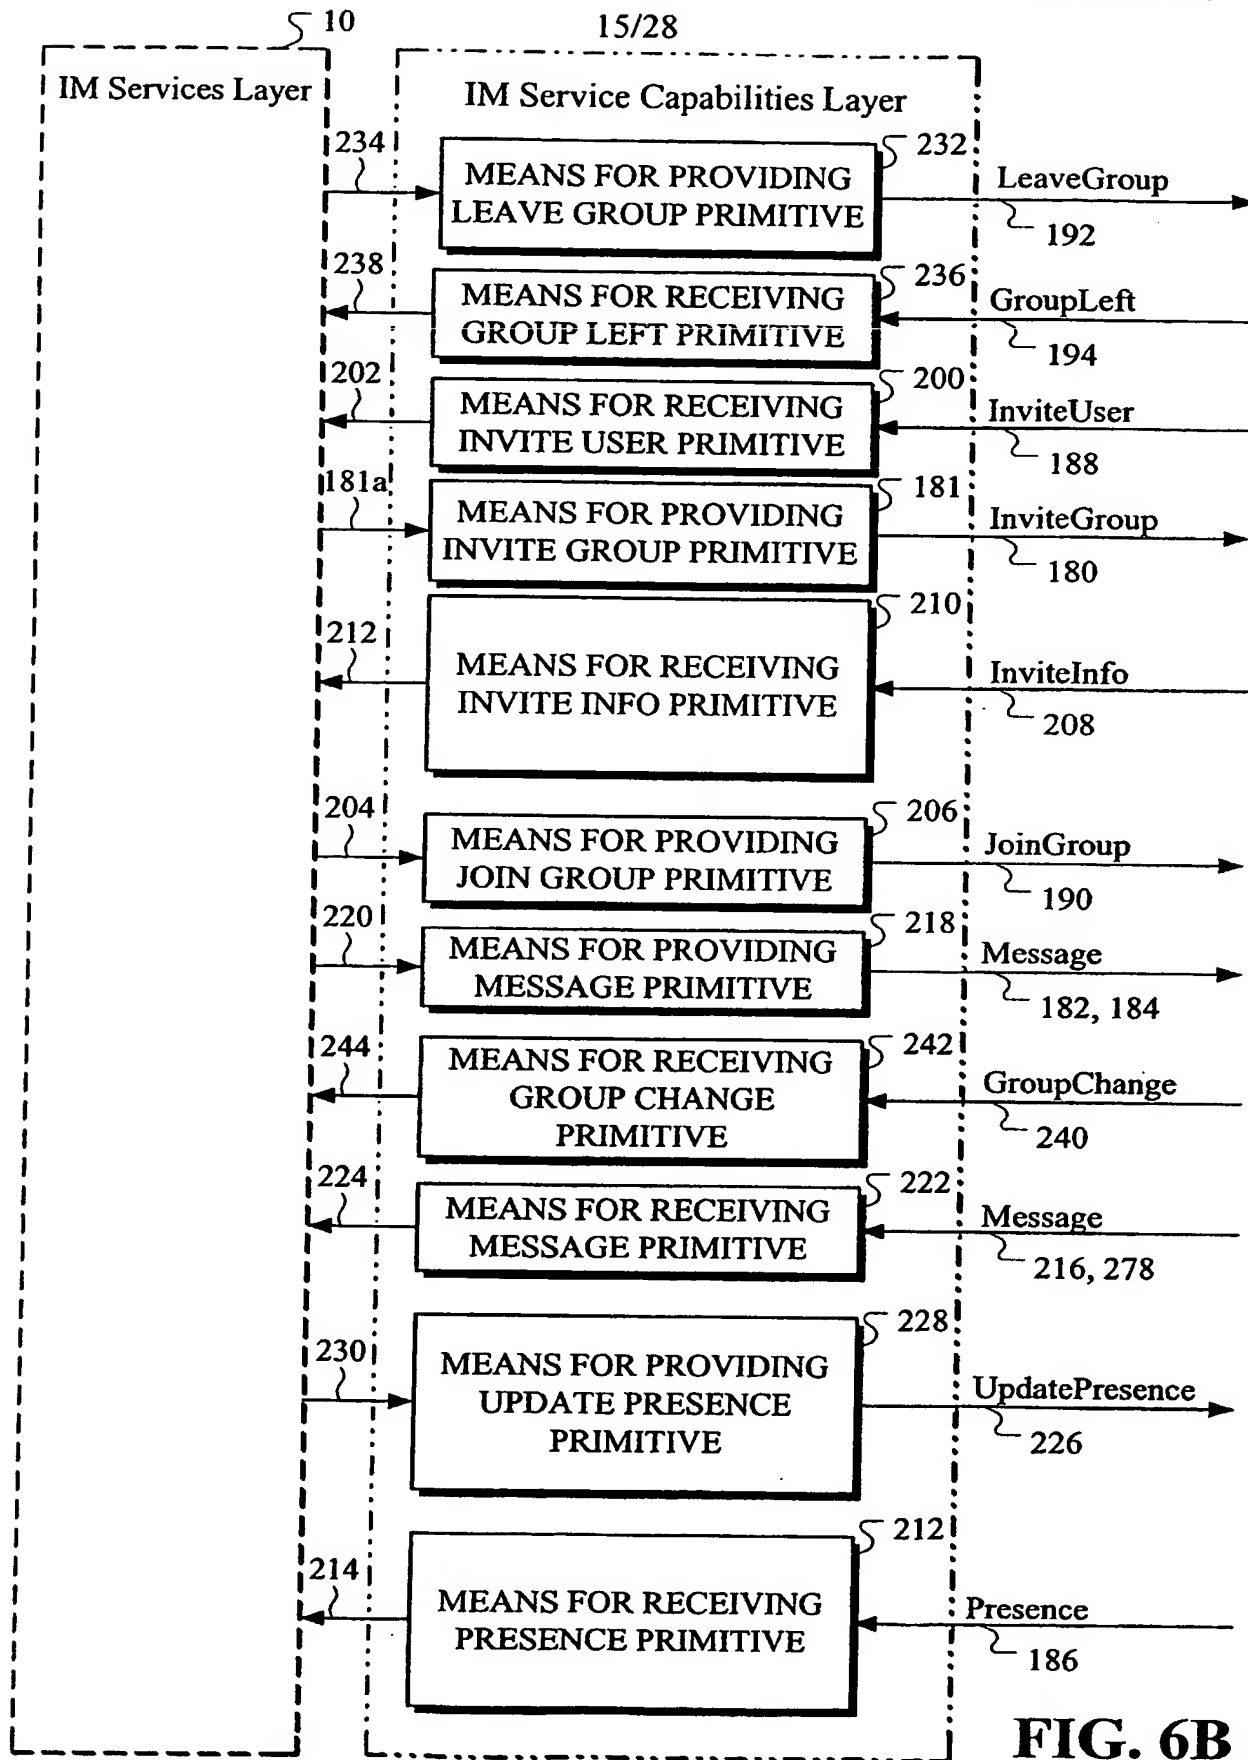 10
15/28
IM Services Layer
IM Service Capabilities Layer
234
MEANS FOR PROVIDING
LEAVE GROUP PRIMITIVE
232
LeaveGroup
192
238
MEANS FOR RECEIVING
GROUP LEFT PRIMITIVE
236
GroupLeft
194
202
MEANS FOR RECEIVING
INVITE USER PRIMITIVE
200
InviteUser
188
181a
MEANS FOR PROVIDING
INVITE GROUP PRIMITIVE
181
InviteGroup
180
212
MEANS FOR RECEIVING
INVITE INFO PRIMITIVE
210
InviteInfo
208
204
MEANS FOR PROVIDING
JOIN GROUP PRIMITIVE
206
JoinGroup
190
220
MEANS FOR PROVIDING
MESSAGE PRIMITIVE
218
Message
182, 184
244
MEANS FOR RECEIVING
GROUP CHANGE
PRIMITIVE
242
GroupChange
240
224
MEANS FOR RECEIVING
MESSAGE PRIMITIVE
222
Message
216, 278
230
MEANS FOR PROVIDING
UPDATE PRESENCE
PRIMITIVE
228
UpdatePresence
226
214
MEANS FOR RECEIVING
PRESENCE PRIMITIVE
212
Presence
186
FIG. 6B